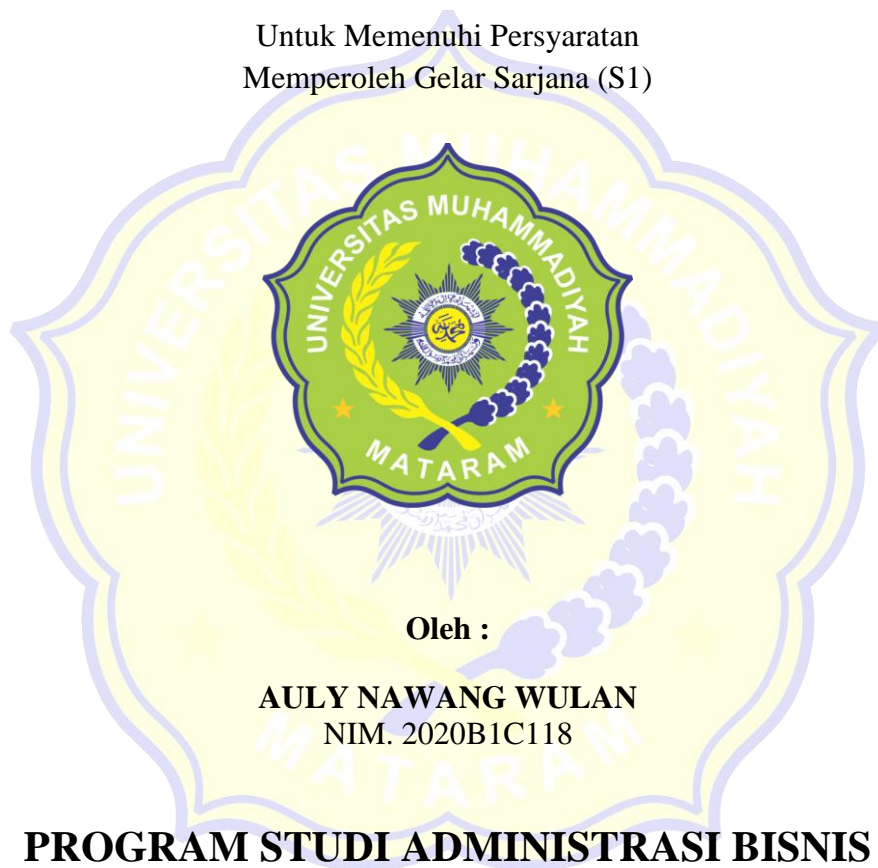 Untuk Memenuhi Persyaratan
Memperoleh Gelar Sarjana (S1)
UNIVERSITAS MUHAMMADIYAH
MATARAM
Oleh :
AULY NAWANG WULAN
NIM. 2020B1C118
PROGRAM STUDI ADMINISTRASI BISNIS